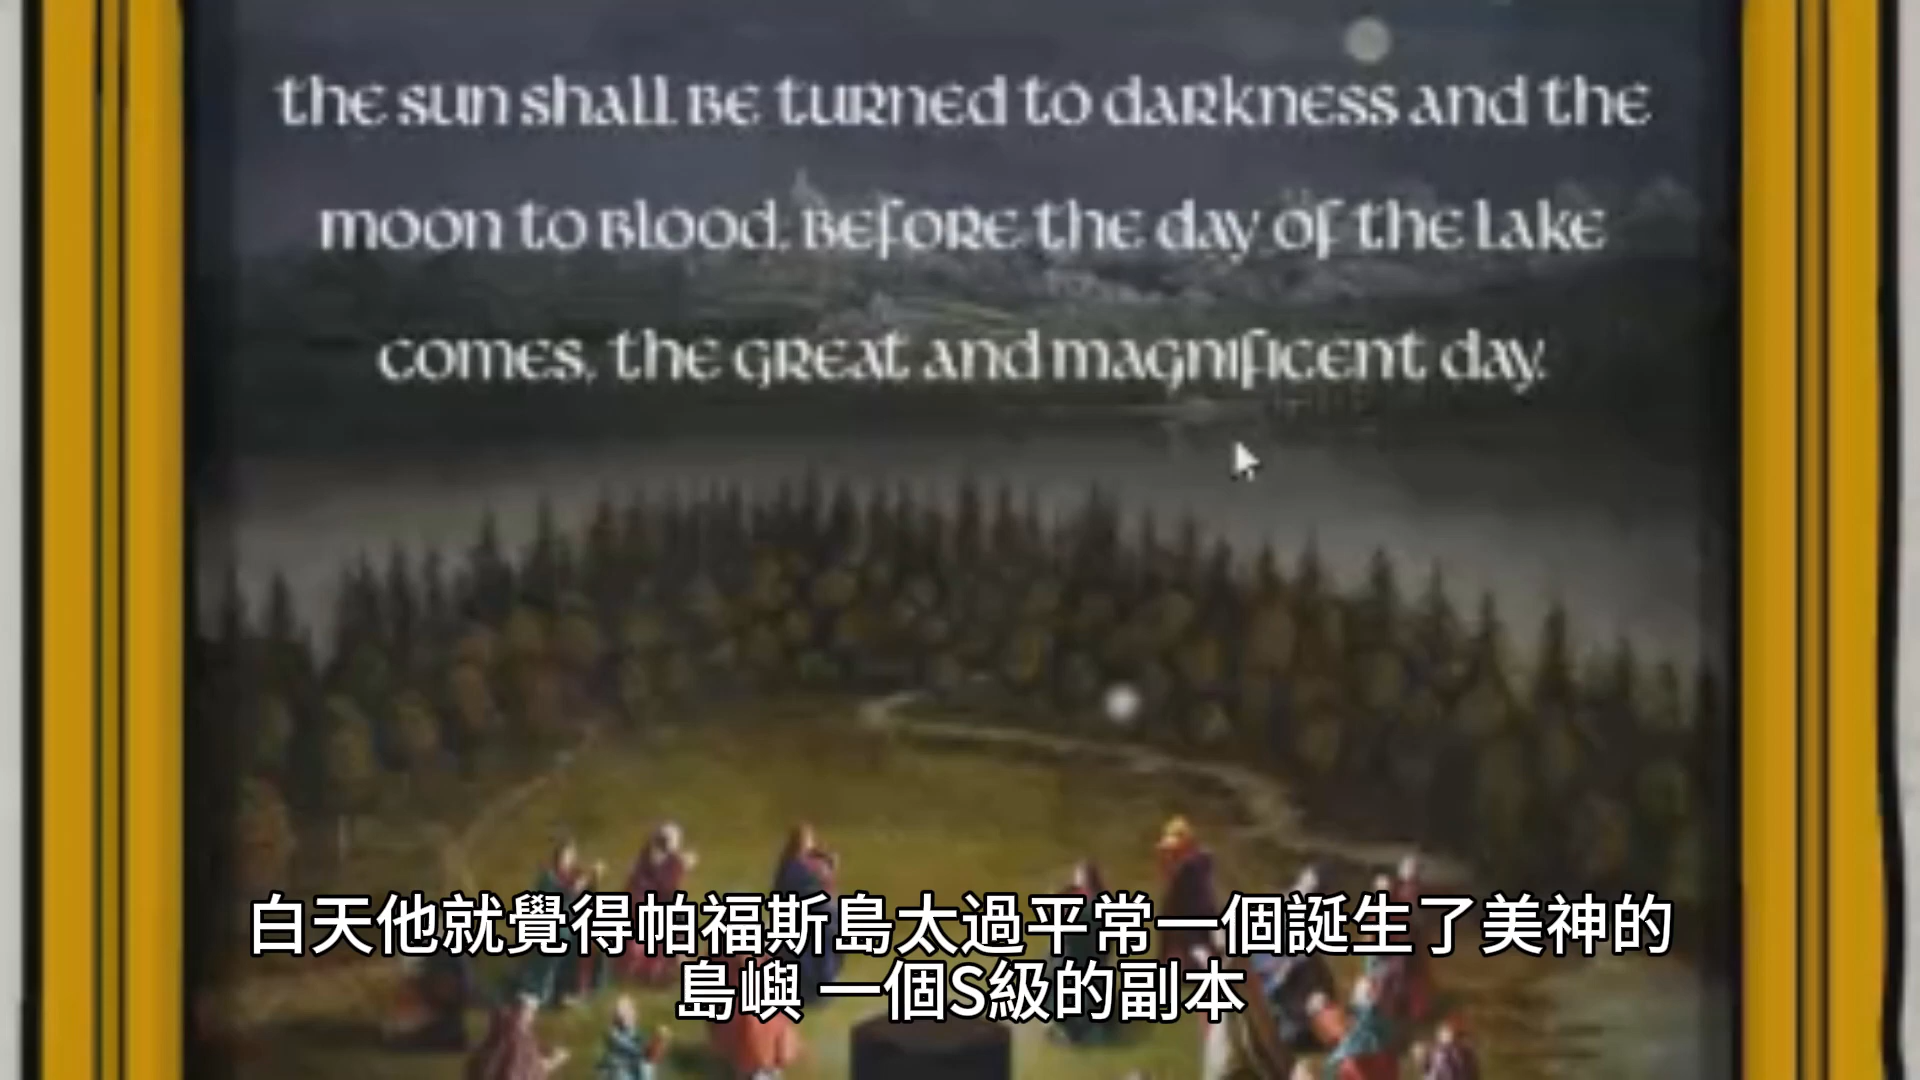 the sun shall be turned to darkness and the
moon to blood, before the day of the lake
comes, the great and magnificent day.
白天他就覺得帕福斯島太過平常一個誕生了美神的
島嶼 一個S級的副本